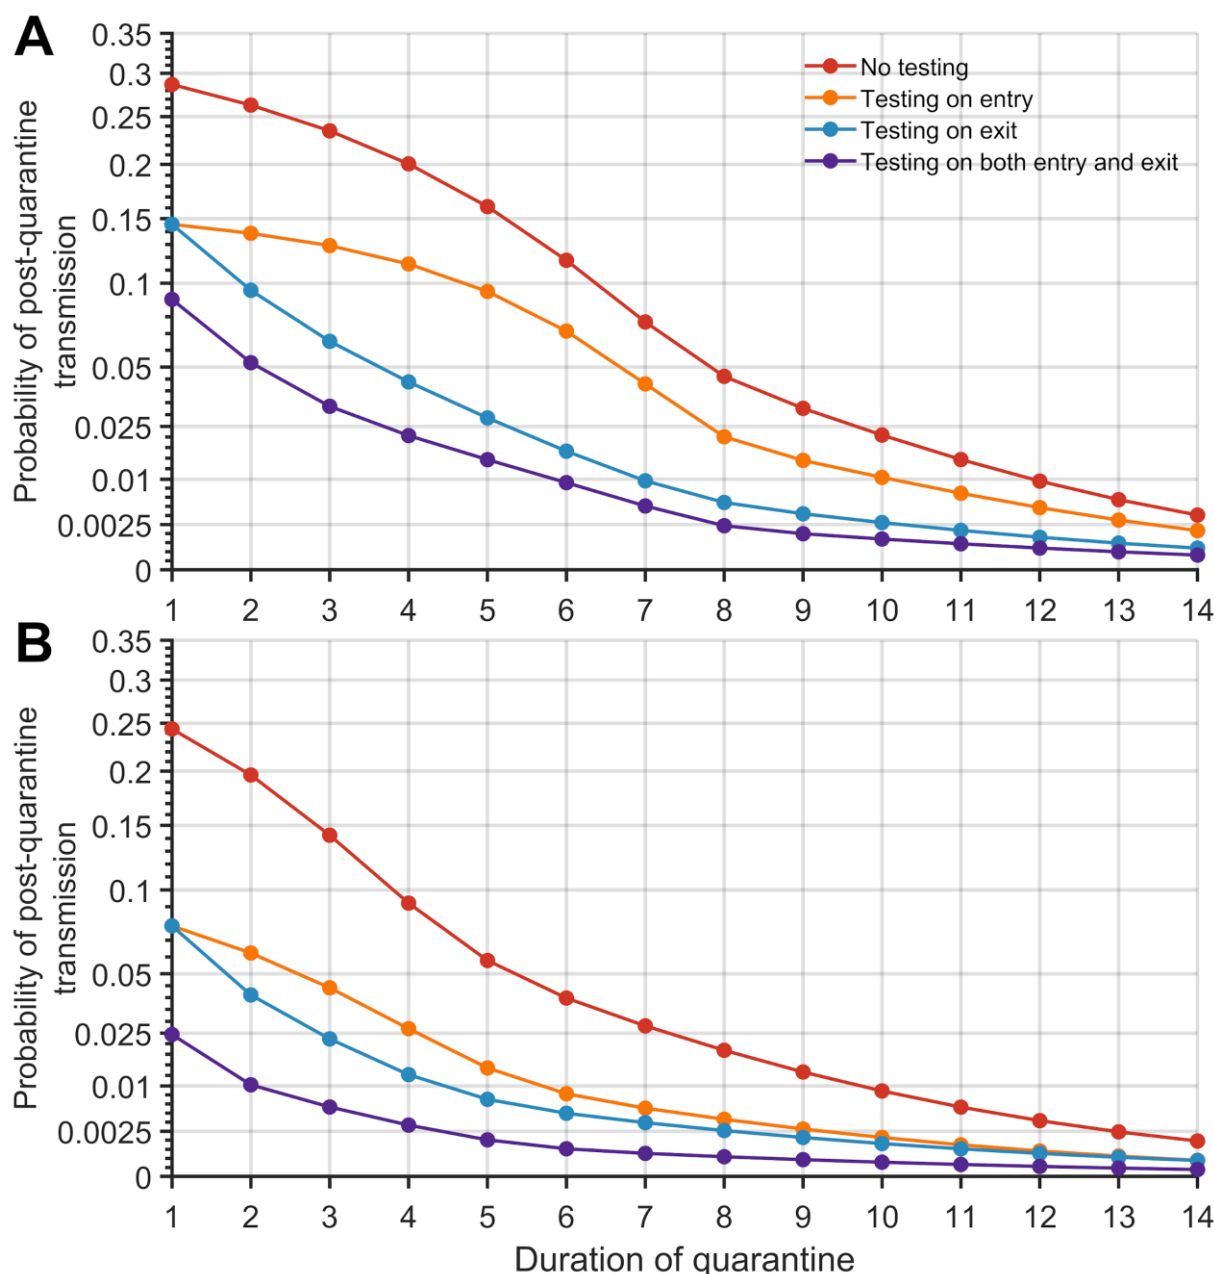 A
0.35
0.3
0.25
0.2
0.15
0.1
0.05
0.025
0.01
0.0025
0
Probability of post-quarantine
transmission
No testing
Testing on entry
Testing on exit
Testing on both entry and exit
1 2 3 4 5 6 7 8 9 10 11 12 13 14
B
0.35
0.3
0.25
0.2
0.15
0.1
0.05
0.025
0.01
0.0025
0
Probability of post-quarantine
transmission
1 2 3 4 5 6 7 8 9 10 11 12 13 14
Duration of quarantine